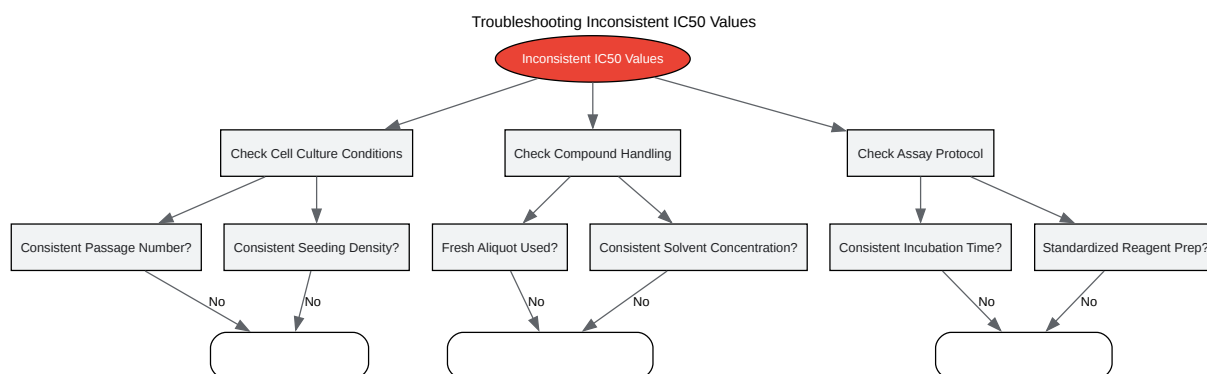 Troubleshooting Inconsistent IC50 Values
Inconsistent IC50 Values
Check Cell Culture Conditions
Check Compound Handling
Check Assay Protocol
Consistent Passage Number?
Consistent Seeding Density?
Fresh Aliquot Used?
Consistent Solvent Concentration?
Consistent Incubation Time?
Standardized Reagent Prep?
No
No
No
No
No
No